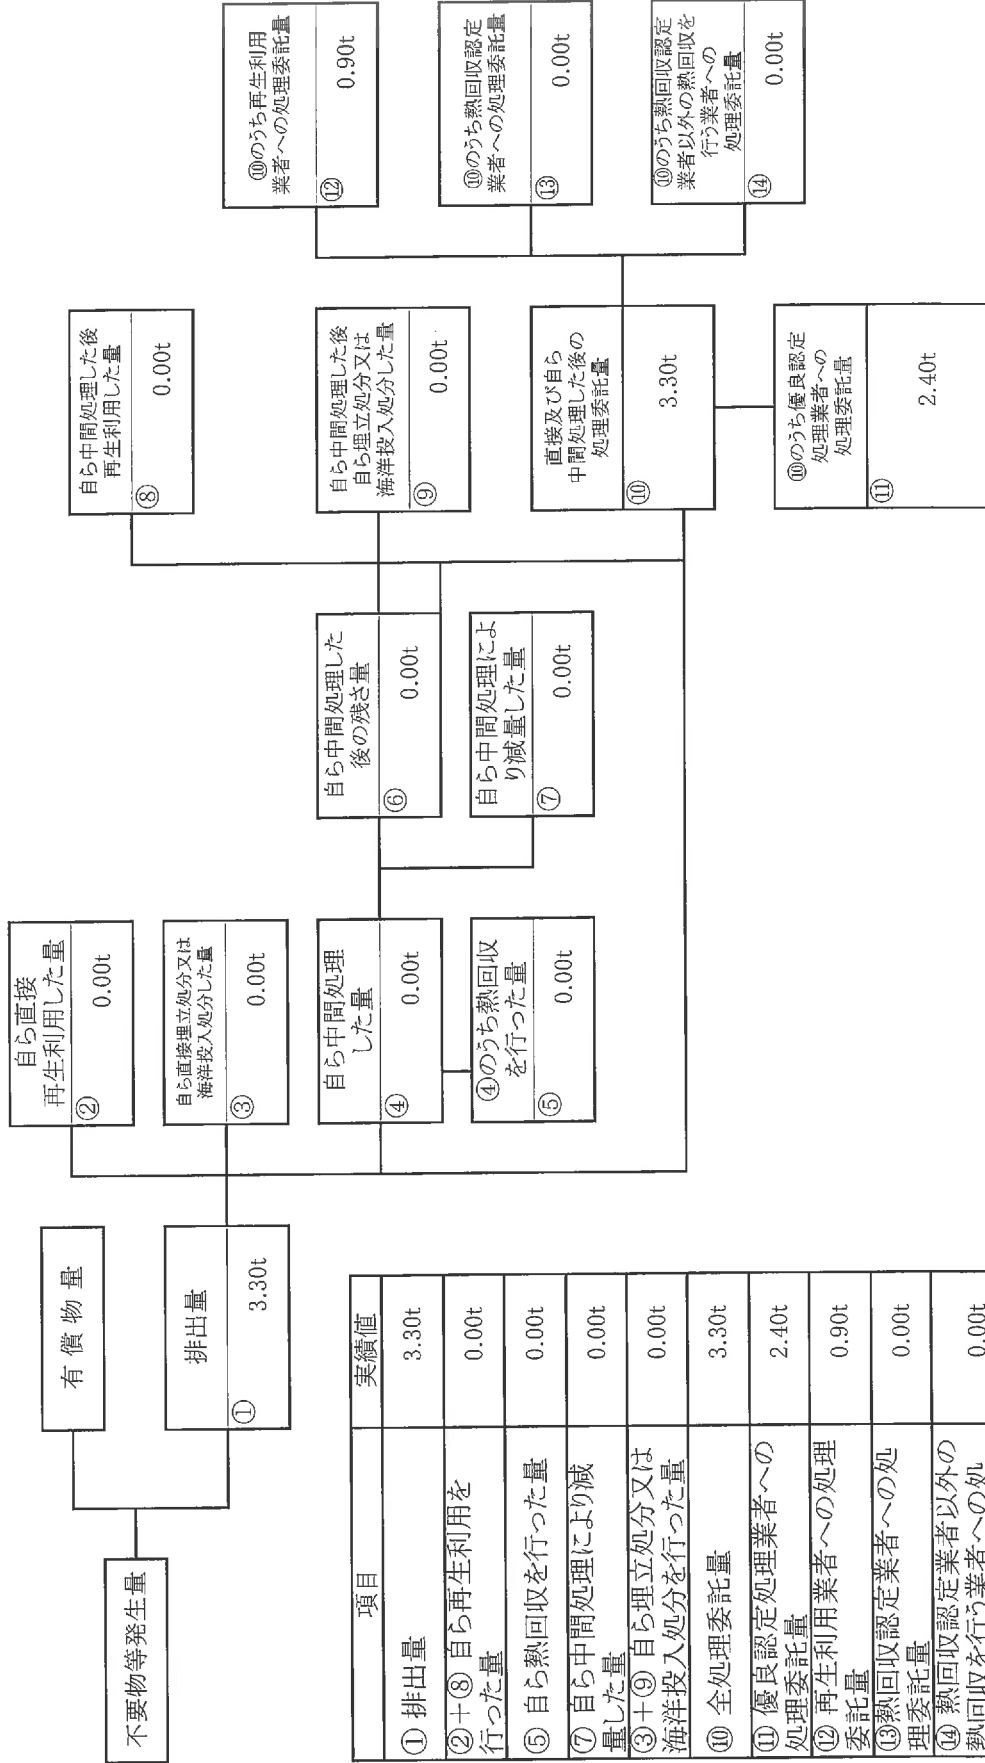 不要物等発生量
有償物量
排出量
①
3.30t
自ら直接
再生利用した量
②
0.00t
自ら直接埋立処分又は
海洋投入処分した量
③
0.00t
自ら中間処理
した量
④
0.00t
④のうち熱回収
を行った量
⑤
0.00t
自ら中間処理した
後の残さ量
⑥
0.00t
自ら中間処理によ
り減量した量
⑦
0.00t
自ら中間処理した後
再生利用した量
⑧
0.00t
自ら中間処理した後
自ら埋立処分又は
海洋投入処分した量
⑨
0.00t
直接及び自ら
中間処理した後の
処理委託量
⑩
3.30t
⑩のうち優良認定
処理業者への
処理委託量
⑪
2.40t
⑩のうち再生利用
業者への処理委託量
⑫
0.90t
⑩のうち熱回収認定
業者への処理委託量
⑬
0.00t
⑩のうち熱回収認定
業者以外の熱回収を
行う業者への
処理委託量
⑭
0.00t
項目 実績値
① 排出量 3.30t
②＋⑧ 自ら再生利用を
行った量 0.00t
⑤ 自ら熱回収を行った量 0.00t
⑦ 自ら中間処理により減
量した量 0.00t
③＋⑨ 自ら埋立処分又は
海洋投入処分を行った量 0.00t
⑩ 全処理委託量 3.30t
⑪ 優良認定処理業者への
処理委託量 2.40t
⑫ 再生利用業者への処理
委託量 0.90t
⑬熱回収認定業者への処
理委託量 0.00t
⑭ 熱回収認定業者以外の
熱回収を行う業者への処 0.00t